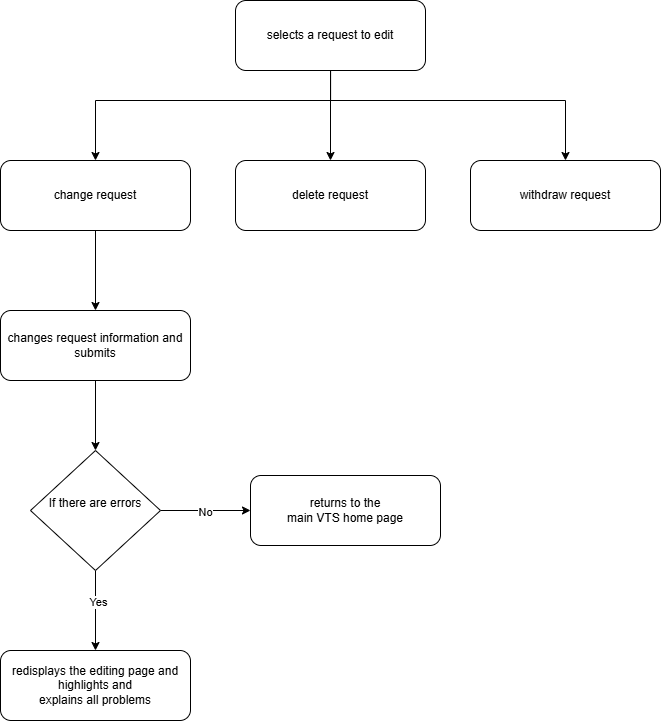 selects a request to edit
change request
delete request
withdraw request
changes request information and
submits
If there are errors
No
returns to the
main VTS home page
Yes
redisplays the editing page and
highlights and
explains all problems